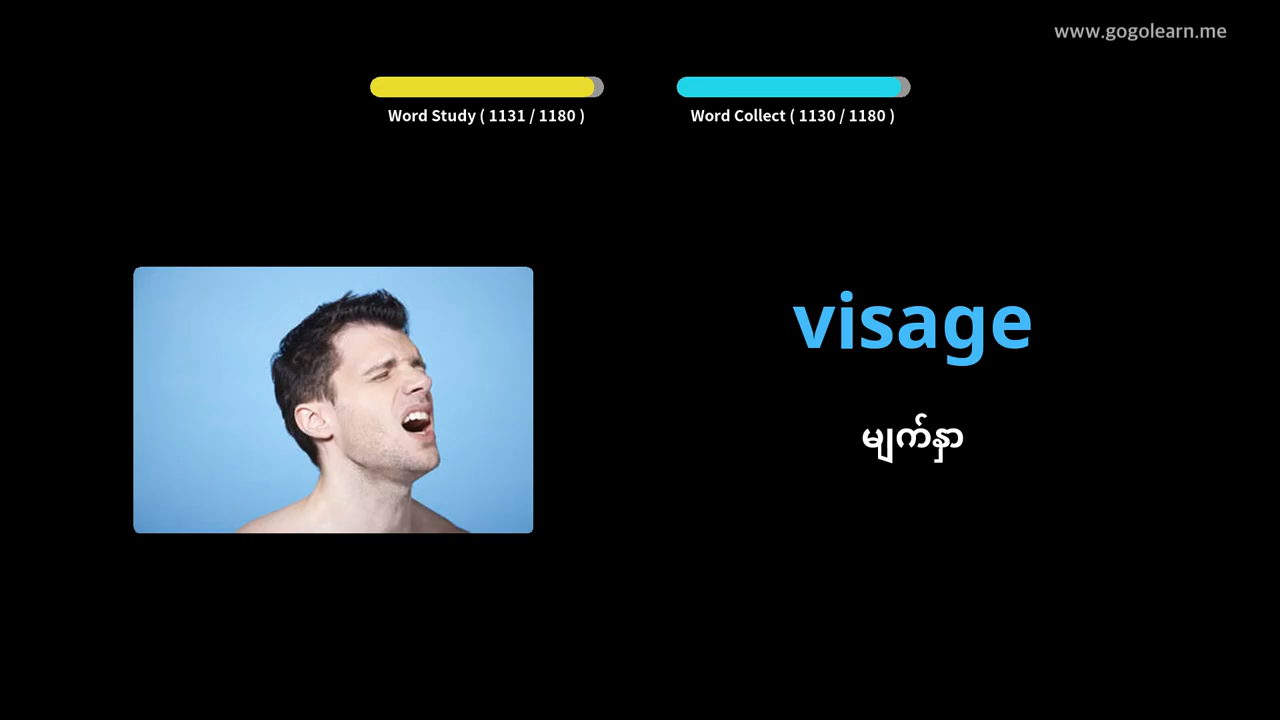 www.gogolearn.me
Word Study ( 1131 / 1180 )
Word Collect ( 1130 / 1180 )
visage
မျက်နှာ